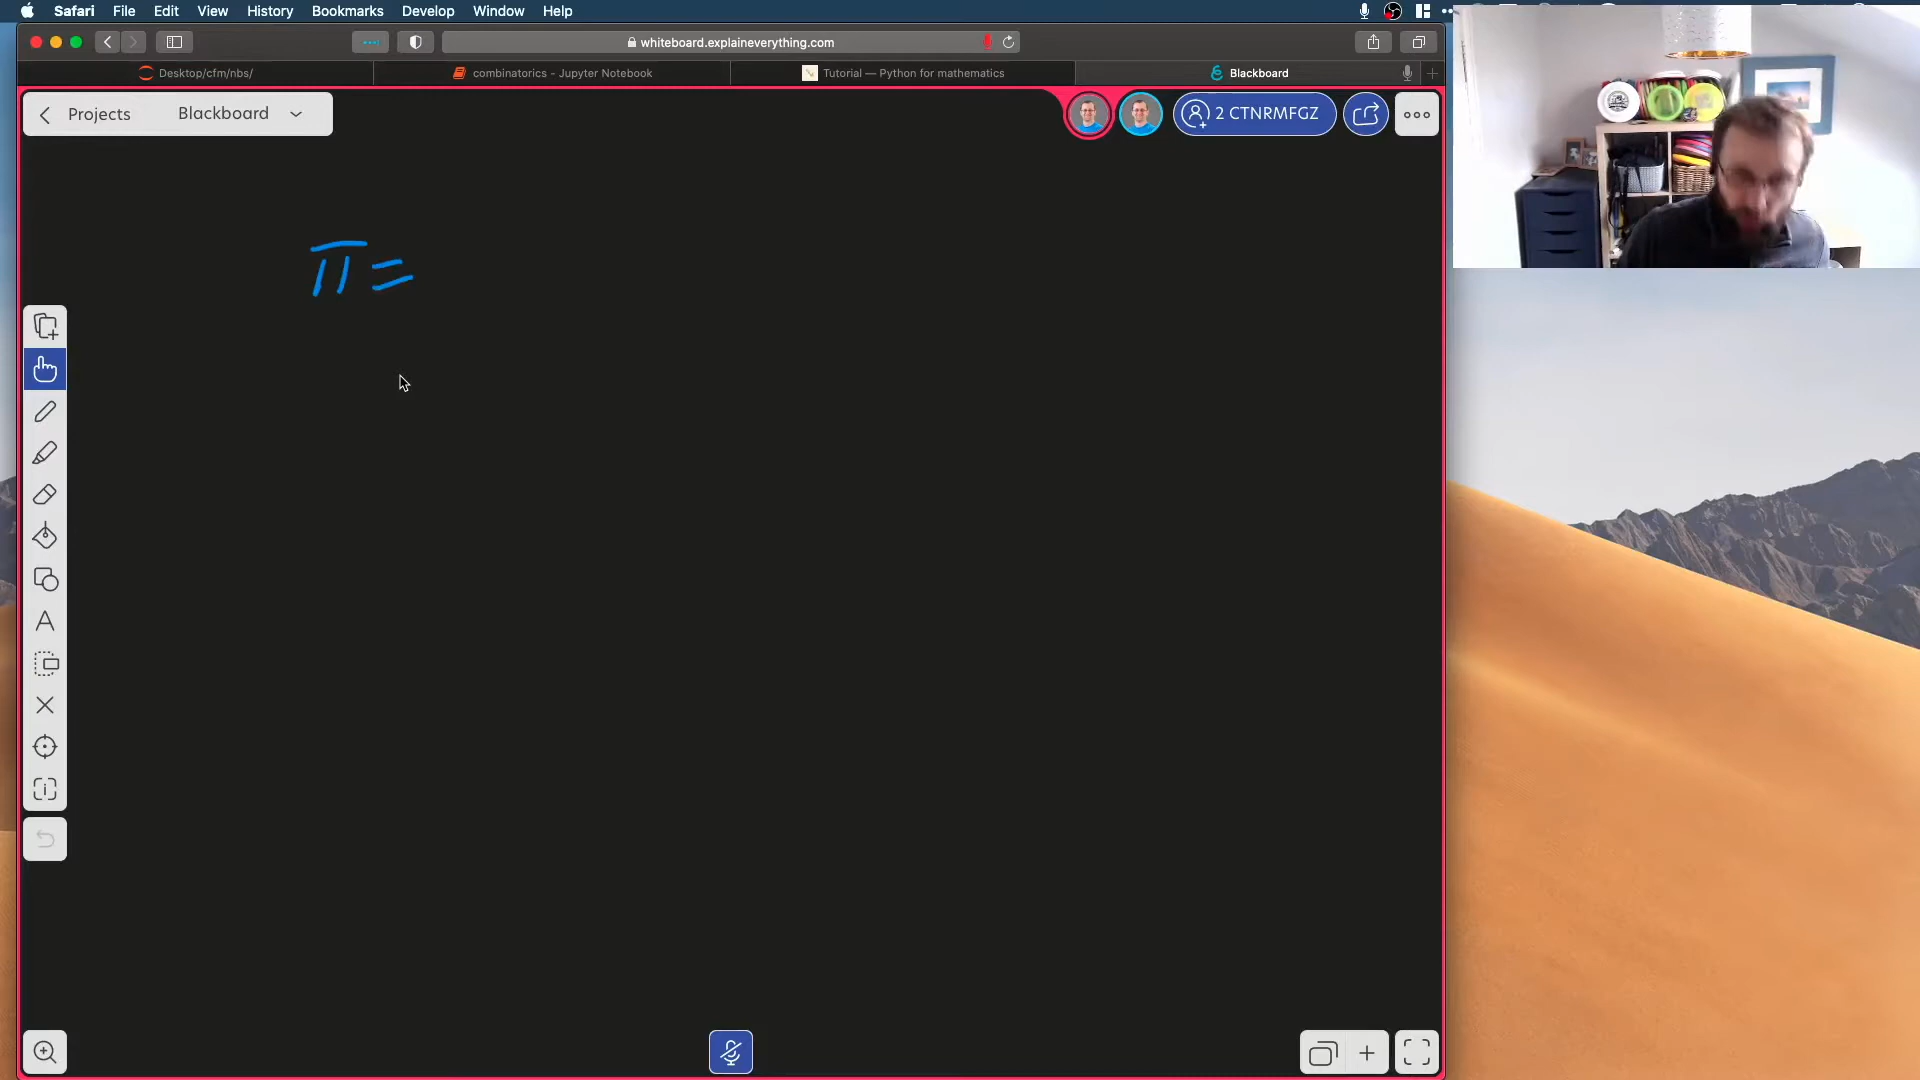 Safari File Edit View History Bookmarks Develop Window Help
whiteboard.explaineverything.com
Desktop/cfm/nbs/ combinatorics - Jupyter Notebook Tutorial — Python for mathematics Blackboard
Projects Blackboard 2 CTNRMFGZ
π =